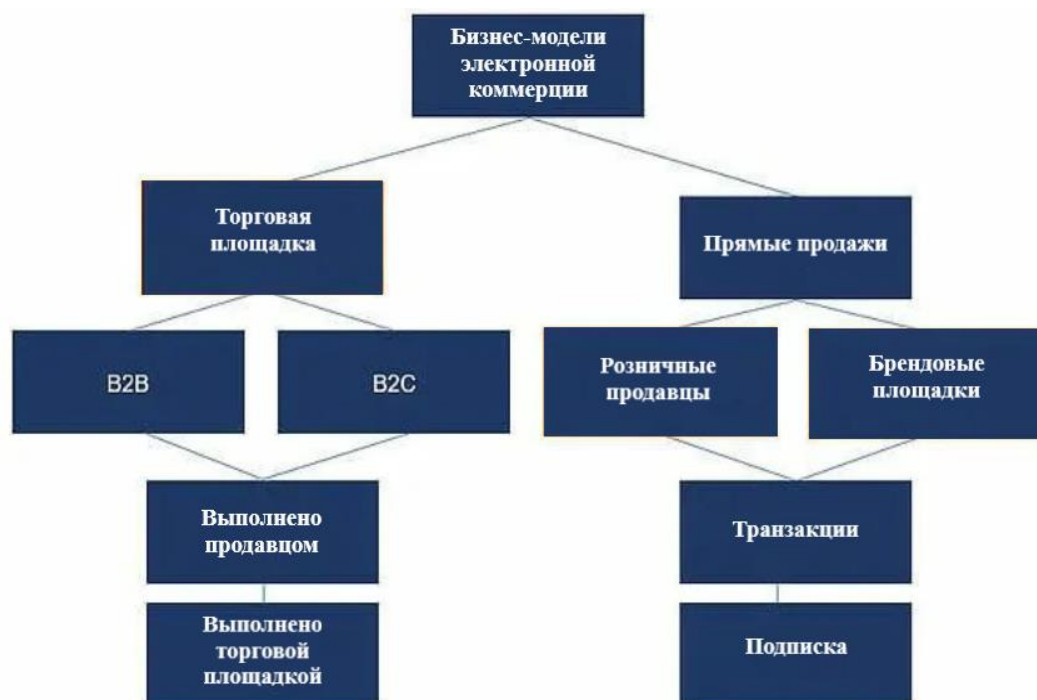 Бизнес-модели
электронной
коммерции
Торговая
площадка
Прямые продажи
B2B
B2C
Розничные
продавцы
Брендовые
площадки
Выполнено
продавцом
Транзакции
Выполнено
торговой
площадкой
Подписка